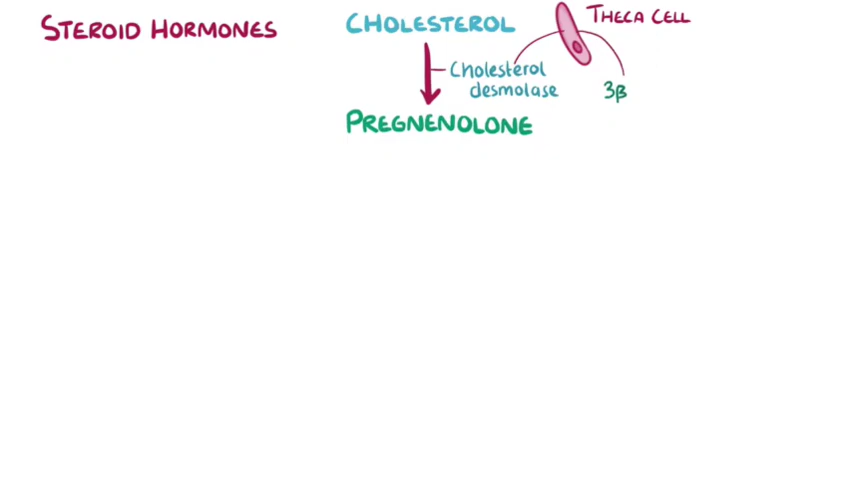 STEROID HORMONES
CHOLESTEROL
THECA CELL
Cholesterol
desmolase
3β
PREGNENOLONE